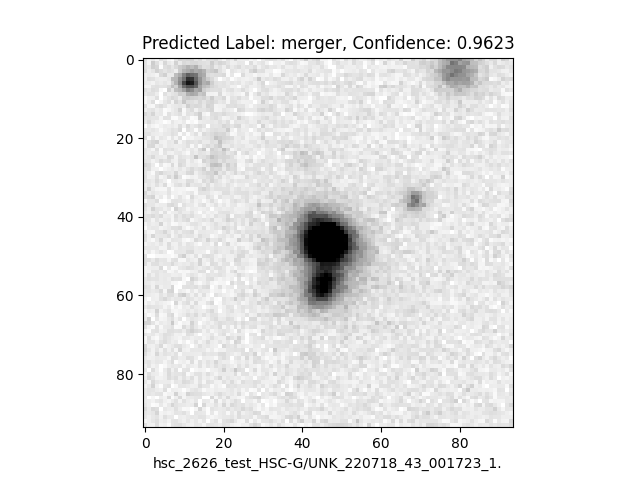 Predicted Label: merger, Confidence: 0.9623
0
20
40
60
80
0 20 40 60 80
hsc_2626_test_HSC-G/UNK_220718_43_001723_1.